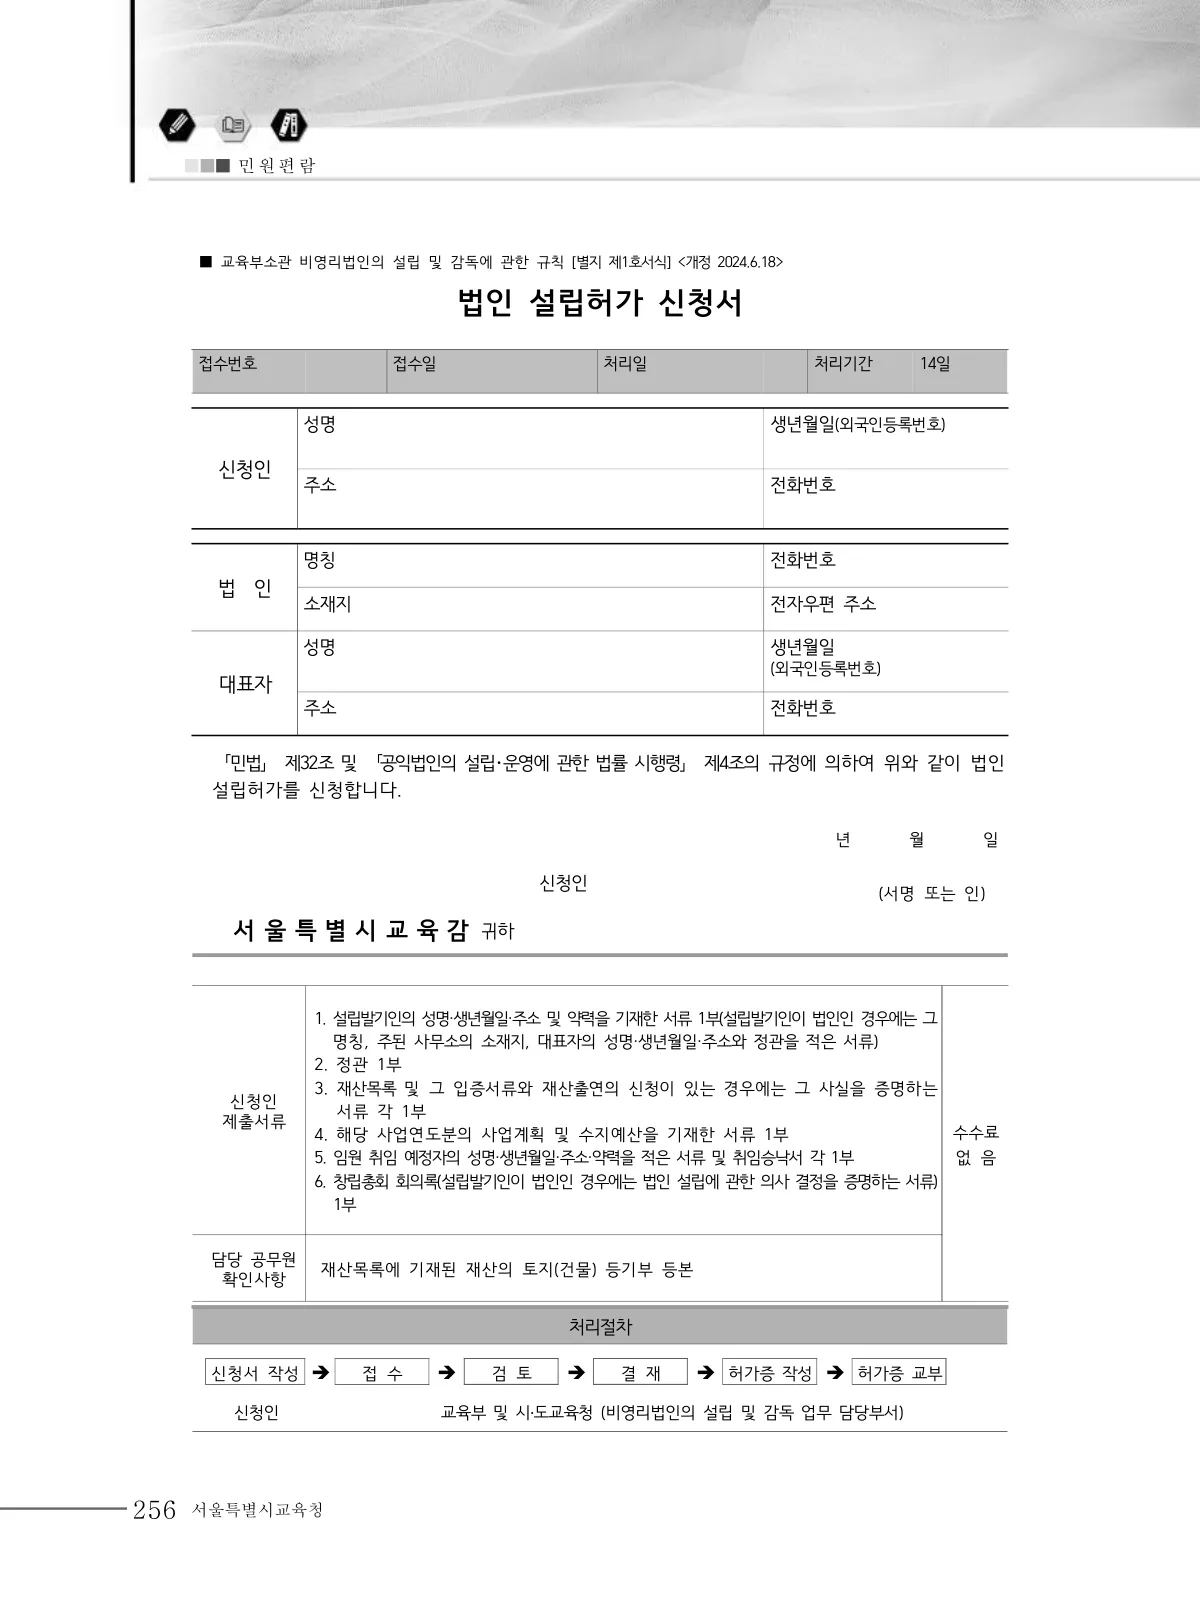 민원편람
■ 교육부소관 비영리법인의 설립 및 감독에 관한 규칙 [별지 제1호서식] <개정 2024.6.18>
법인 설립허가 신청서
접수번호 접수일 처리일 처리기간 14일
신청인
성명 생년월일(외국인등록번호)
주소 전화번호
법 인
명칭 전화번호
소재지 전자우편 주소
대표자
성명 생년월일
(외국인등록번호)
주소 전화번호
「민법」 제32조 및 「공익법인의 설립·운영에 관한 법률 시행령」 제4조의 규정에 의하여 위와 같이 법인
설립허가를 신청합니다.
년 월 일
신청인 (서명 또는 인)
서울특별시교육감 귀하
신청인
제출서류
1. 설립발기인의 성명·생년월일·주소 및 약력을 기재한 서류 1부(설립발기인이 법인인 경우에는 그
명칭, 주된 사무소의 소재지, 대표자의 성명·생년월일·주소와 정관을 적은 서류)
2. 정관 1부
3. 재산목록 및 그 입증서류와 재산출연의 신청이 있는 경우에는 그 사실을 증명하는
서류 각 1부
4. 해당 사업연도분의 사업계획 및 수지예산을 기재한 서류 1부
5. 임원 취임 예정자의 성명·생년월일·주소·약력을 적은 서류 및 취임승낙서 각 1부
6. 창립총회 회의록(설립발기인이 법인인 경우에는 법인 설립에 관한 의사 결정을 증명하는 서류)
1부
수수료
없 음
담당 공무원
확인사항
재산목록에 기재된 재산의 토지(건물) 등기부 등본
처리절차
신청서 작성 ➔ 접 수 ➔ 검 토 ➔ 결 재 ➔ 허가증 작성 ➔ 허가증 교부
신청인 교육부 및 시·도교육청 (비영리법인의 설립 및 감독 업무 담당부서)
256 서울특별시교육청